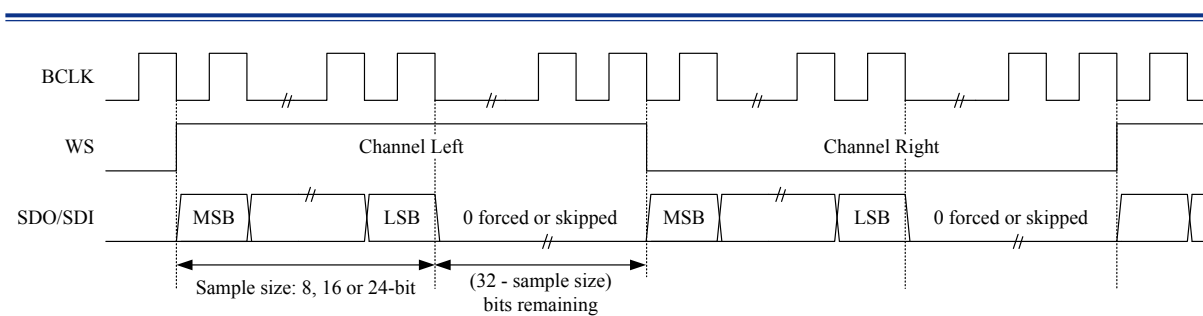 BCLK
WS
Channel Left
Channel Right
SDO/SDI
MSB
LSB
0 forced or skipped
MSB
LSB
0 forced or skipped
Sample size: 8, 16 or 24-bit
(32 - sample size)
bits remaining